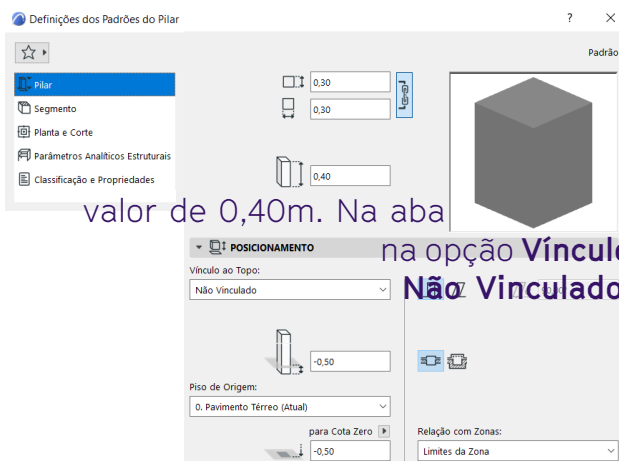 Definições dos Padrões do Pilar ? ×
Padrão
Pilar
Segmento
Planta e Corte
Parâmetros Analíticos Estruturais
Classificação e Propriedades
0,30
0,30
0,40
valor de 0,40m. Na aba
POSICIONAMENTO
na opção Víncul
Vínculo ao Topo:
Não Vinculado
Não Vinculado
-0,50
Piso de Origem:
0. Pavimento Térreo (Atual)
para Cota Zero
-0,50
Relação com Zonas:
Limites da Zona